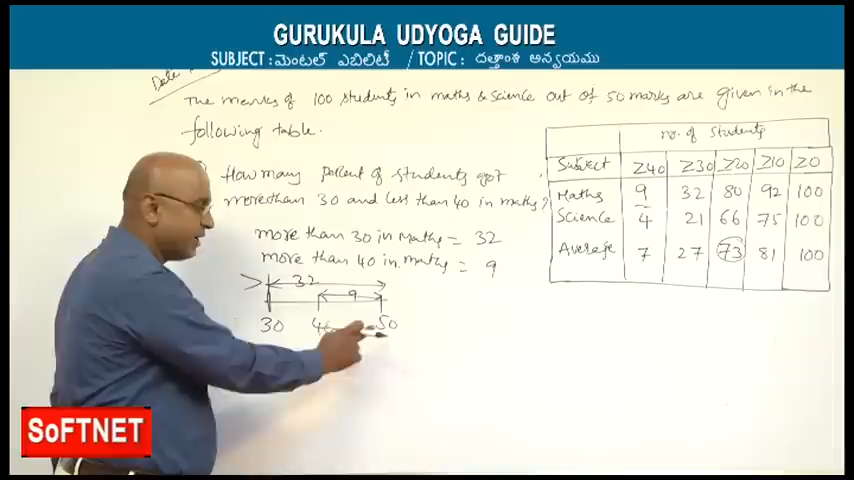 GURUKULA UDYOGA GUIDE
SUBJECT : మెంటల్ ఎబిలిటీ / TOPIC : దత్తాంశ అన్వయము
Date
The marks of 100 students in maths & science out of 50 marks are given in the
following table.
How many percent of students got
more than 30 and less than 40 in maths?
more than 30 in Maths = 32
more than 40 in maths = 9
32
9
30 50
no. of Students
Subject ≥40 ≥30 ≥20 ≥10 ≥0
Maths 9 32 80 92 100
Science 4 21 66 75 100
Average 7 27 73 81 100
SOFTNET